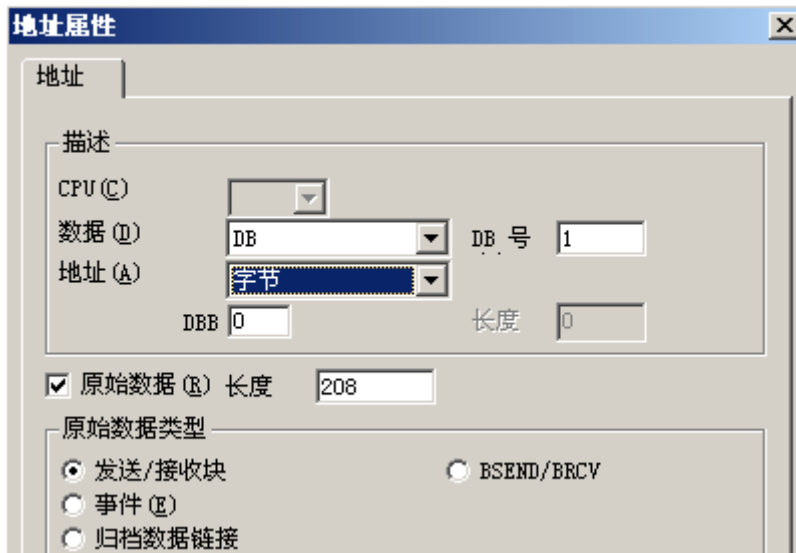 地址属性
地址
描述
CPU(C)
数据(D) DB DB 号 1
地址(A) 字节
DBB 0 长度 0
原始数据(R) 长度 208
原始数据类型
发送/接收块 BSEND/BRCV
事件(E)
归档数据链接